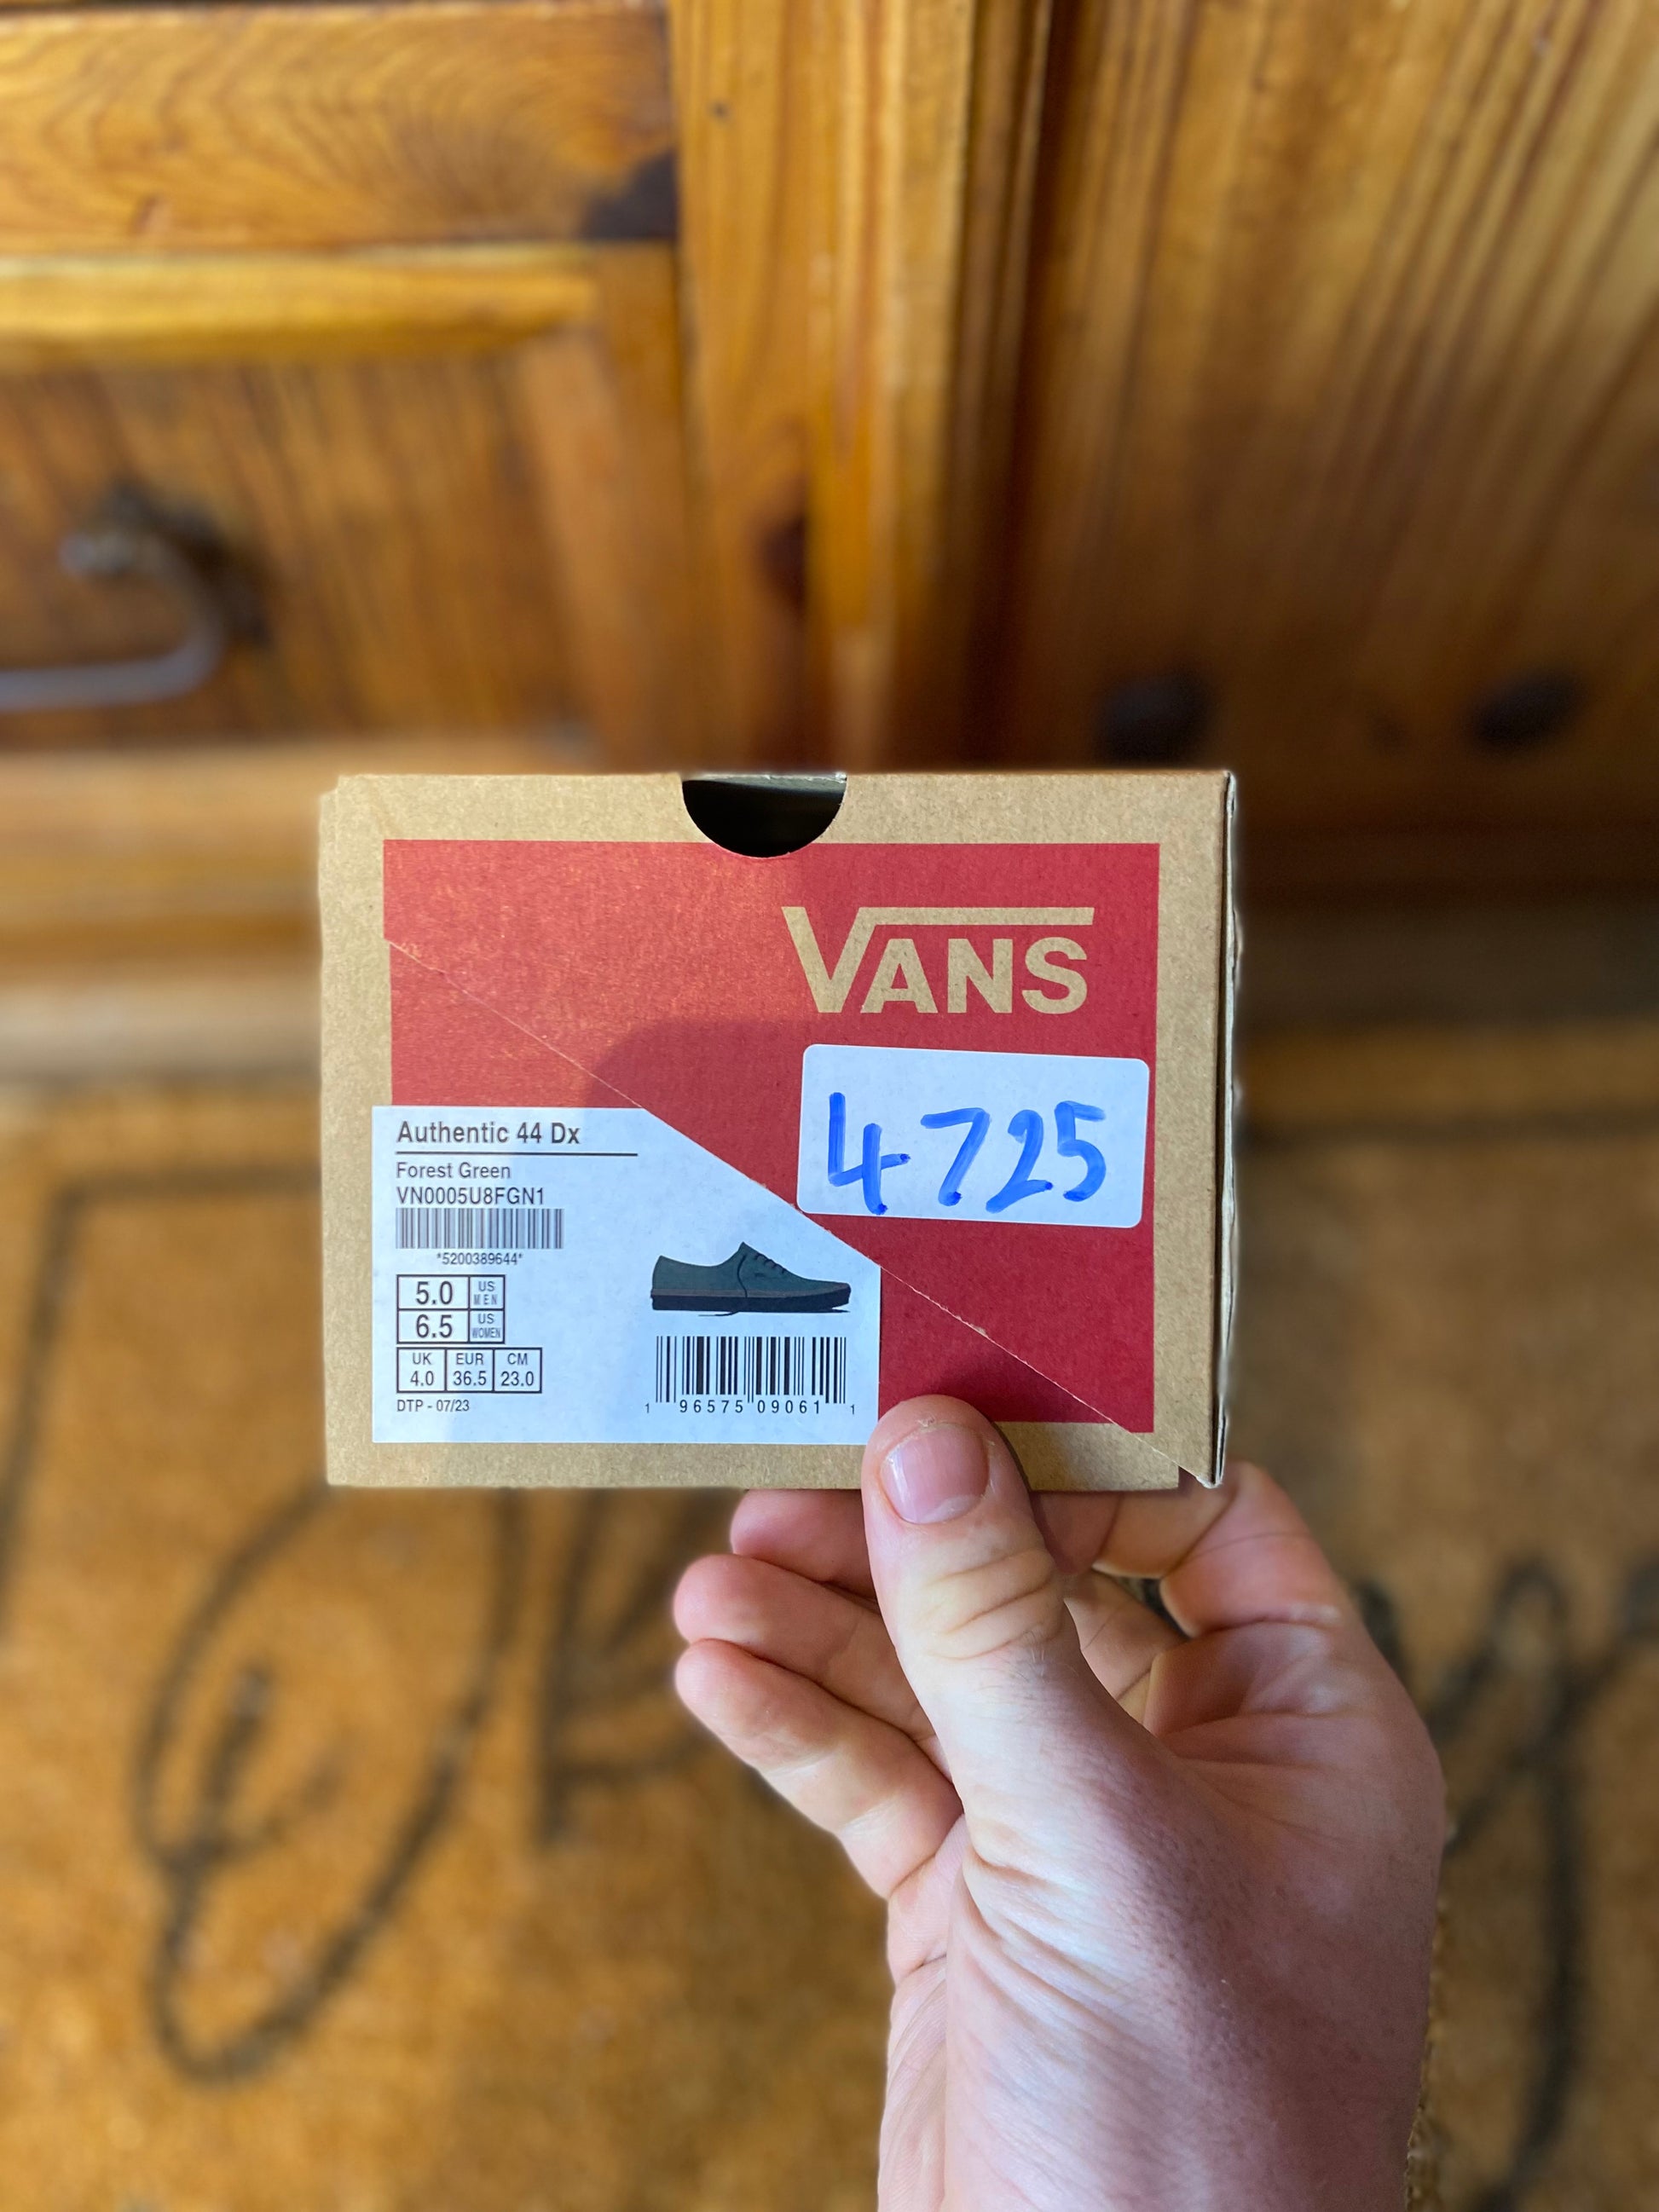 VANS
4725
Authentic 44 Dx
Forest Green
VN0005U8FGN1
*5200389644*
5.0 US MEN
6.5 US WOMEN
UK EUR CM
4.0 36.5 23.0
DTP - 07/23
1 96575 09061 1